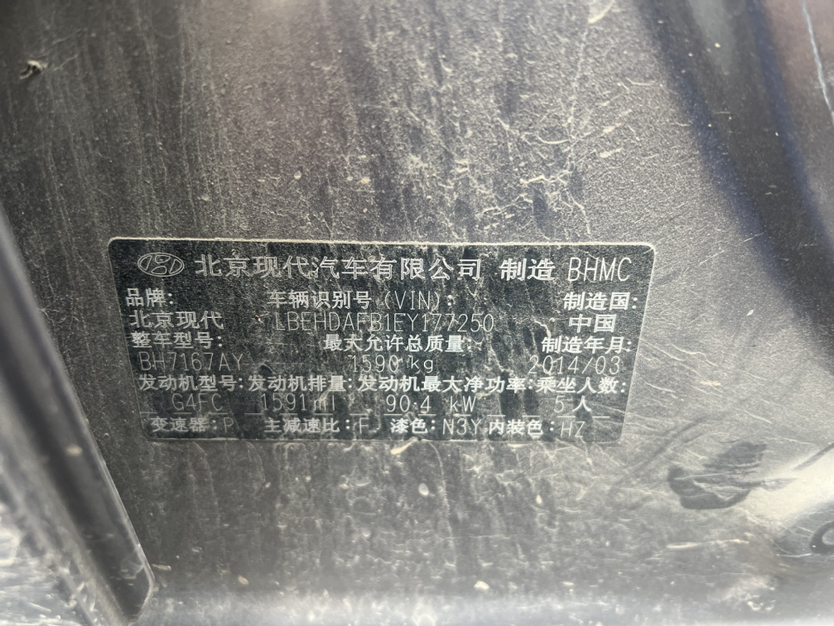 北京现代汽车有限公司 制造 BHMC
品牌: 车辆识别号(VIN): 制造国:
北京现代 LBEHDAFB1EY177250 中国
整车型号: 最大允许总质量: 制造年月:
BH7167AY 1590 kg 2014/03
发动机型号: 发动机排量: 发动机最大净功率: 乘坐人数:
G4FC 1591ml 90.4 kW 5人
变速器: P 主减速比: F 漆色: N3Y 内装色: HZ